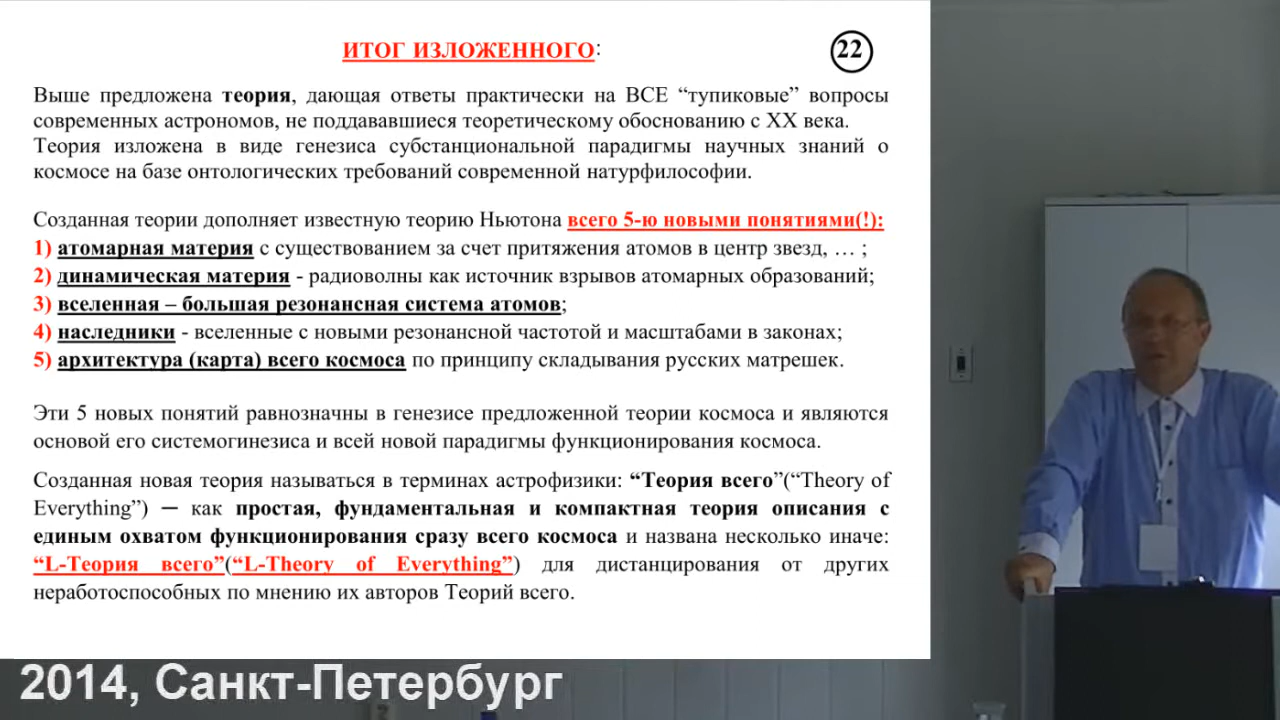 ИТОГ ИЗЛОЖЕННОГО:
22
Выше предложена теория, дающая ответы практически на ВСЕ “тупиковые” вопросы
современных астрономов, не поддававшиеся теоретическому обоснованию с XX века.
Теория изложена в виде генезиса субстанциональной парадигмы научных знаний о
космосе на базе онтологических требований современной натурфилософии.
Созданная теории дополняет известную теорию Ньютона всего 5-ю новыми понятиями(!):
1) атомарная материя с существованием за счет притяжения атомов в центр звезд, … ;
2) динамическая материя - радиоволны как источник взрывов атомарных образований;
3) вселенная – большая резонансная система атомов;
4) наследники - вселенные с новыми резонансной частотой и масштабами в законах;
5) архитектура (карта) всего космоса по принципу складывания русских матрешек.
Эти 5 новых понятий равнозначны в генезисе предложенной теории космоса и являются
основой его системогинезиса и всей новой парадигмы функционирования космоса.
Созданная новая теория называться в терминах астрофизики: “Теория всего”(“Theory of
Everything”) — как простая, фундаментальная и компактная теория описания с
единым охватом функционирования сразу всего космоса и названа несколько иначе:
“L-Теория всего”(“L-Theory of Everything”) для дистанцирования от других
неработоспособных по мнению их авторов Теорий всего.
2014, Санкт-Петербург